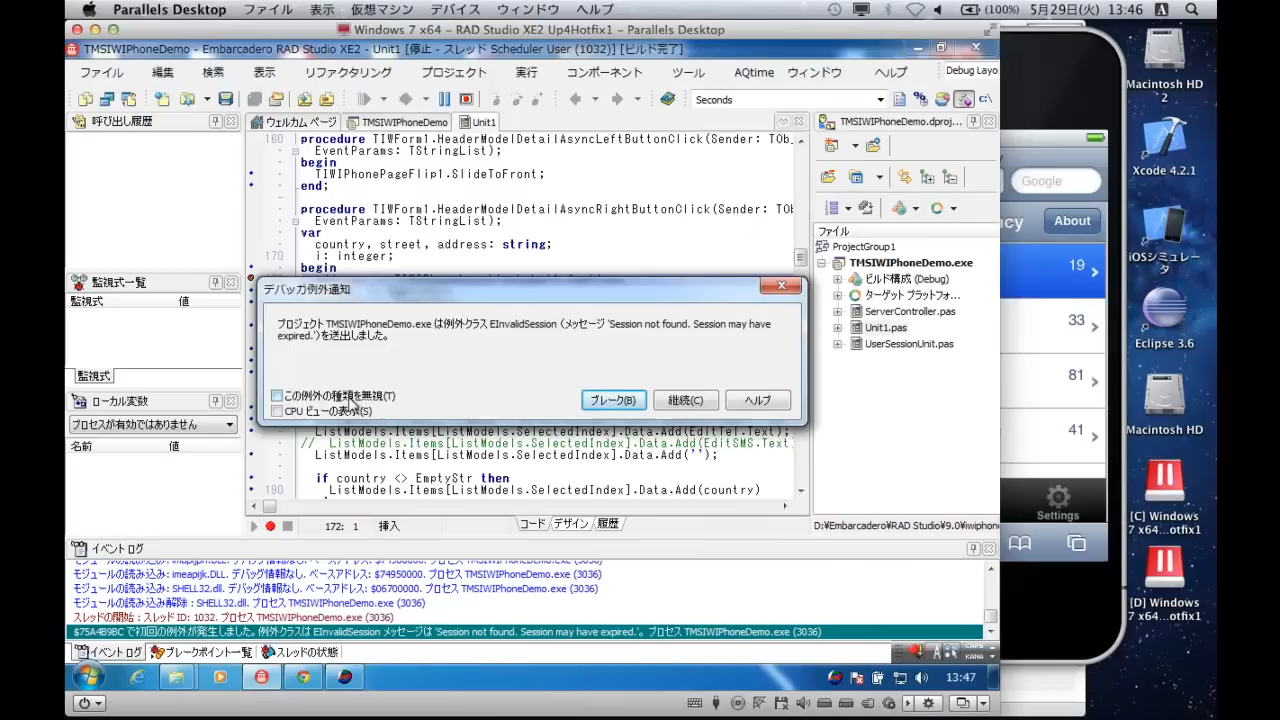 Parallels Desktop ファイル 表示 仮想マシン デバイス ウィンドウ ヘルプ (100%) 5月29日(火) 13:46 A
Windows 7 x64 – RAD Studio XE2 Up4Hotfix1 – Parallels Desktop
TMSIWIPhoneDemo - Embarcadero RAD Studio XE2 - Unit1 [停止 - スレッド Scheduler User (1032)] [ビルド完了]
ファイル 編集 検索 表示 リファクタリング プロジェクト 実行 コンポーネント ツール AQtime ウィンドウ ヘルプ Debug Layo
Seconds
呼び出し履歴
ウェルカム ページ TMSIWIPhoneDemo Unit1
TMSIWIPhoneDemo.dproj...
160 procedure TIWForm1.HeaderModelDetailAsyncLeftButtonClick(Sender: TOb
EventParams: TStringList);
begin
TIWIPhonePageFlip1.SlideToFront;
end;
procedure TIWForm1.HeaderModelDetailAsyncRightButtonClick(Sender: TOb
EventParams: TStringList);
var
country, street, address: string;
170 i: integer;
begin
監視式一覧
監視式 値
監視式
ローカル変数
プロセスが有効ではありません
名前 値
デバッガ例外通知
プロジェクト TMSIWIPhoneDemo.exe は例外クラス EInvalidSession (メッセージ 'Session not found. Session may have
expired.')を送出しました。
この例外の種類を無視(T)
CPU ビューの表示(S)
ブレーク(B) 継続(C) ヘルプ
ListModels.Items[ListModels.SelectedIndex].Data.Add(EditTel.Text);
// ListModels.Items[ListModels.SelectedIndex].Data.Add(EditSMS.Text
ListModels.Items[ListModels.SelectedIndex].Data.Add('');
if country <> EmptyStr then
190 ListModels.Items[ListModels.SelectedIndex].Data.Add(country)
172: 1 挿入 コード デザイン 履歴
ファイル
ProjectGroup1
TMSIWIPhoneDemo.exe
ビルド構成 (Debug)
ターゲット プラットフォ...
ServerController.pas
Unit1.pas
UserSessionUnit.pas
D:¥Embarcadero¥RAD Studio¥9.0¥iwiphon
イベント ログ
モジュールの読み込み: imeapijk.DLL. デバッグ情報なし. ベースアドレス: $74950000. プロセス TMSIWIPhoneDemo.exe (3036)
モジュールの読み込み: SHELL32.dll. デバッグ情報なし. ベースアドレス: $06700000. プロセス TMSIWIPhoneDemo.exe (3036)
モジュールの読み込み解除 : SHELL32.dll. プロセス TMSIWIPhoneDemo.exe (3036)
スレッドの開始 : スレッド ID: 1032. プロセス TMSIWIPhoneDemo.exe (3036)
$75A4B9BC で初回の例外が発生しました。例外クラスは EInvalidSession メッセージは 'Session not found. Session may have expired.'。プロセス TMSIWIPhoneDemo.exe (3036)
イベント ログ ブレークポイント一覧 スレッドの状態
A
CAPS
KANA
13:47
Google
ncy About
19
33
81
41
Settings
Macintosh HD
2
Xcode 4.2.1
iOSシミュレー
タ
Eclipse 3.6
Macintosh HD
[C] Windows
7 x64...otfix1
[D] Windows
7 x64...otfix1